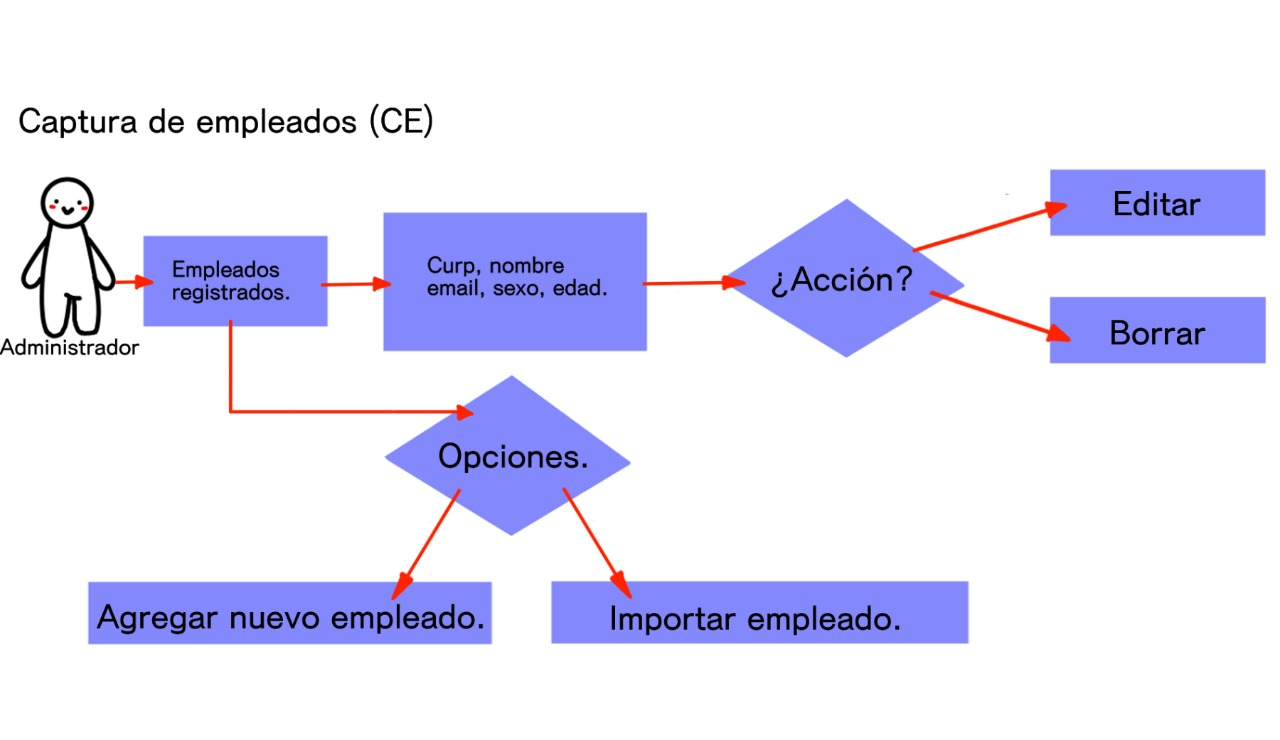 Captura de empleados (CE)
Administrador
Empleados
registrados.
Curp, nombre
email, sexo, edad.
¿Acción?
Editar
Borrar
Opciones.
Agregar nuevo empleado.
Importar empleado.